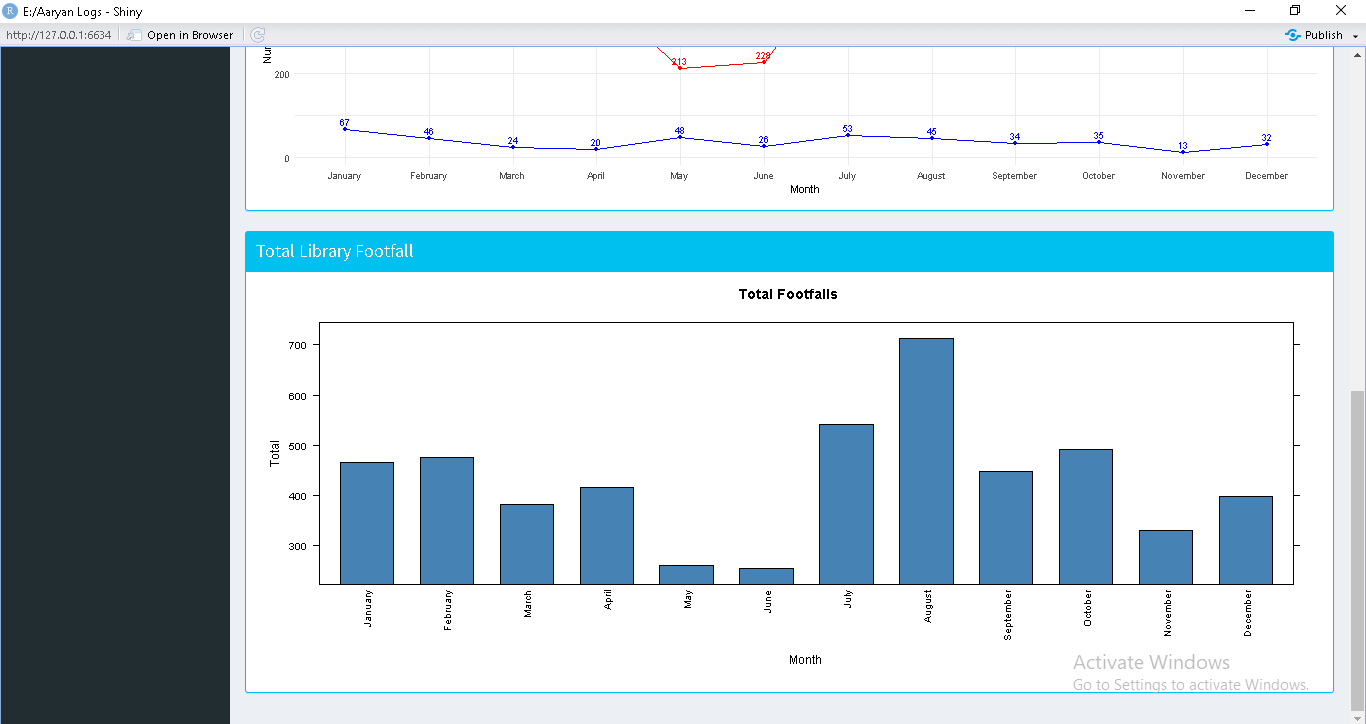 E:/Aaryan Logs - Shiny
http://127.0.0.1:6634 Open in Browser Publish
213 228
200
67 46 24 20 48 26 53 45 34 35 13 32
0
January February March April May June July August September October November December
Month
Total Library Footfall
Total Footfalls
700
600
500
400
300
Total
January February March April May June July August September October November December
Month
Activate Windows
Go to Settings to activate Windows.